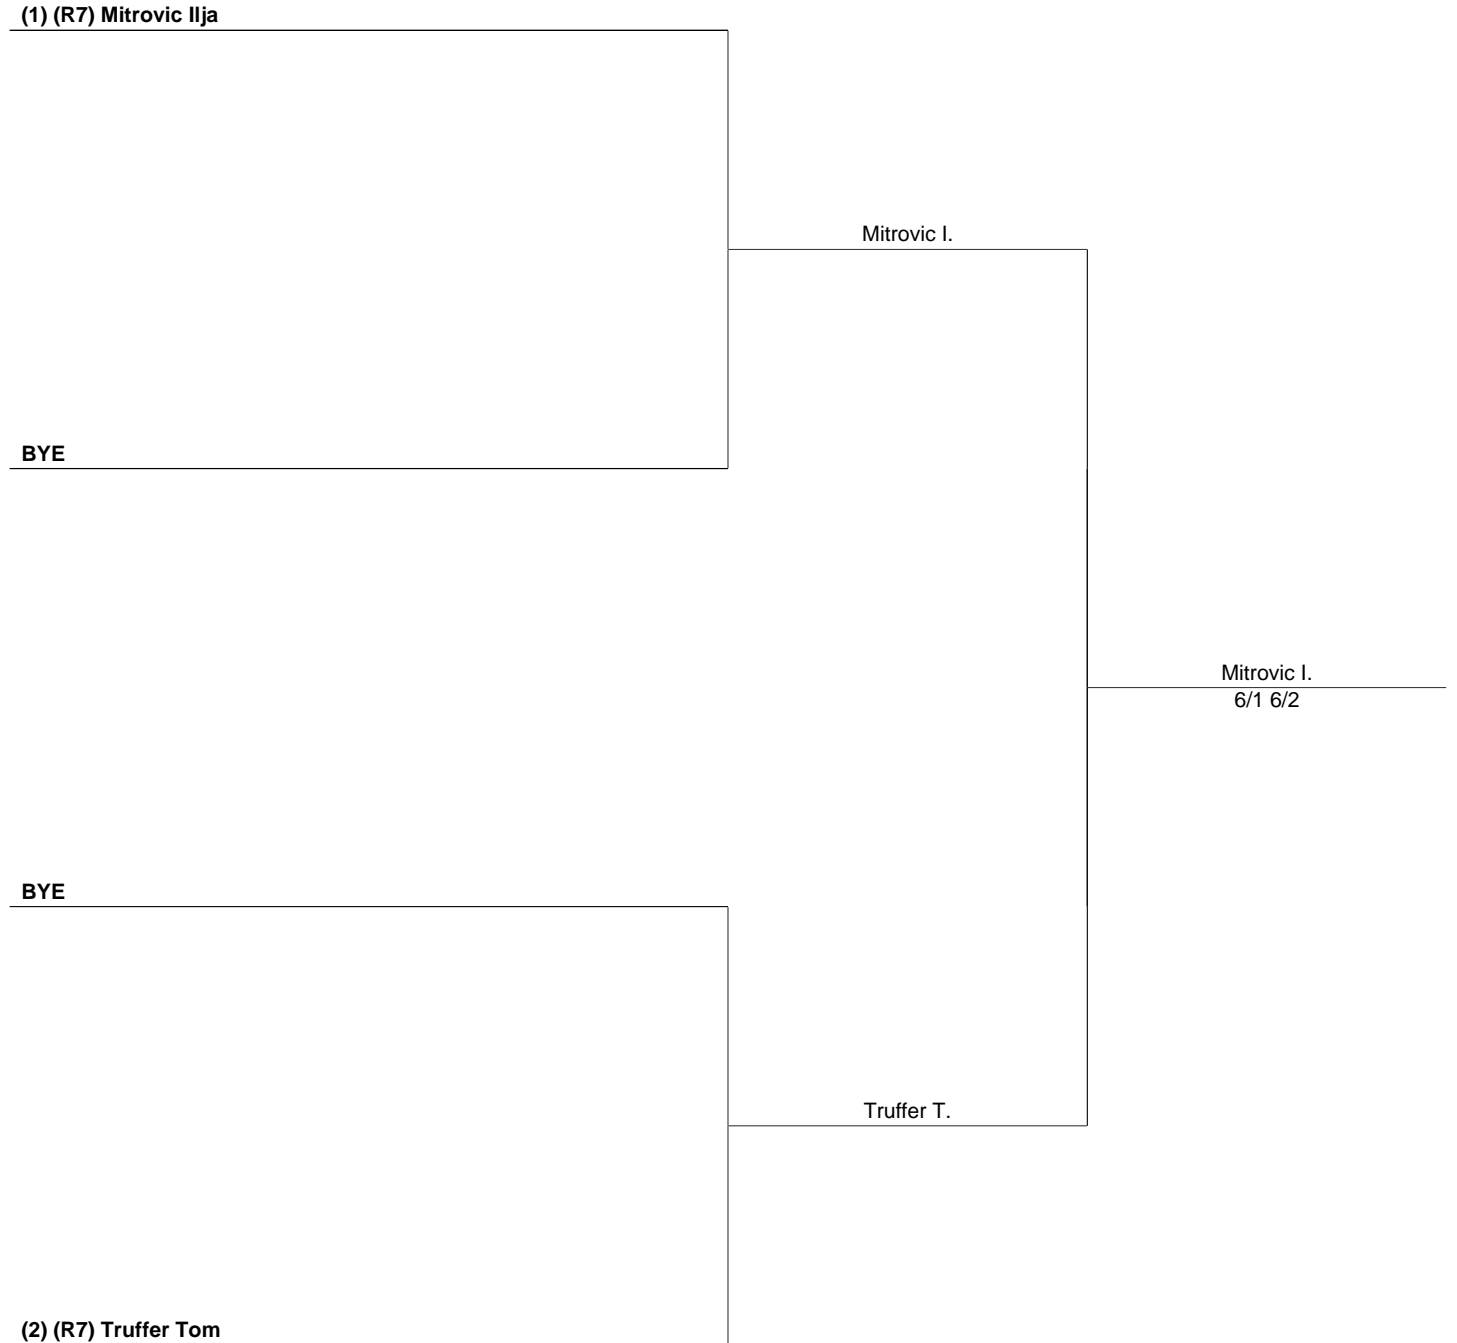 (1) (R7) Mitrovic Ilja
Mitrovic I.
BYE
Mitrovic I.
6/1 6/2
BYE
Truffer T.
(2) (R7) Truffer Tom